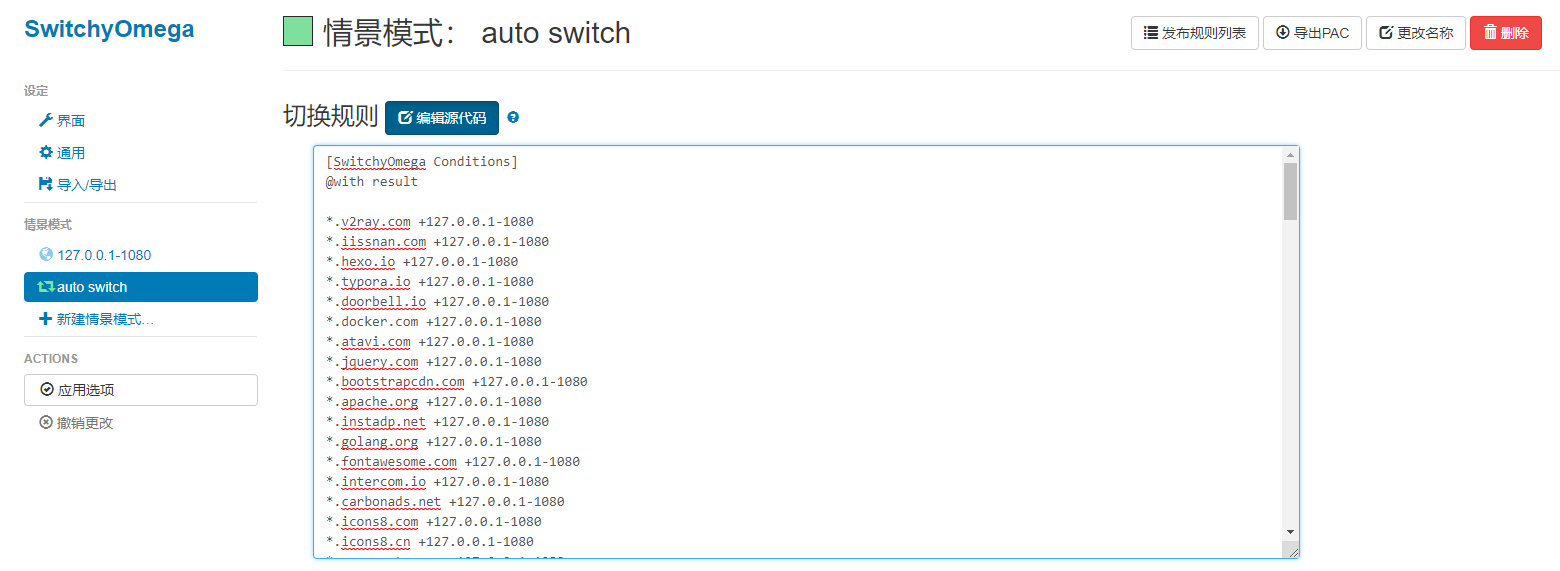 SwitchyOmega
设定
界面
通用
导入/导出
情景模式
127.0.0.1-1080
auto switch
新建情景模式…
ACTIONS
应用选项
撤销更改
情景模式： auto switch
发布规则列表
导出PAC
更改名称
删除
切换规则 编辑源代码
[SwitchyOmega Conditions]
@with result
*.v2ray.com +127.0.0.1-1080
*.iissnan.com +127.0.0.1-1080
*.hexo.io +127.0.0.1-1080
*.typora.io +127.0.0.1-1080
*.doorbell.io +127.0.0.1-1080
*.docker.com +127.0.0.1-1080
*.atavi.com +127.0.0.1-1080
*.jquery.com +127.0.0.1-1080
*.bootstrapcdn.com +127.0.0.1-1080
*.apache.org +127.0.0.1-1080
*.instadp.net +127.0.0.1-1080
*.golang.org +127.0.0.1-1080
*.fontawesome.com +127.0.0.1-1080
*.intercom.io +127.0.0.1-1080
*.carbonads.net +127.0.0.1-1080
*.icons8.com +127.0.0.1-1080
*.icons8.cn +127.0.0.1-1080